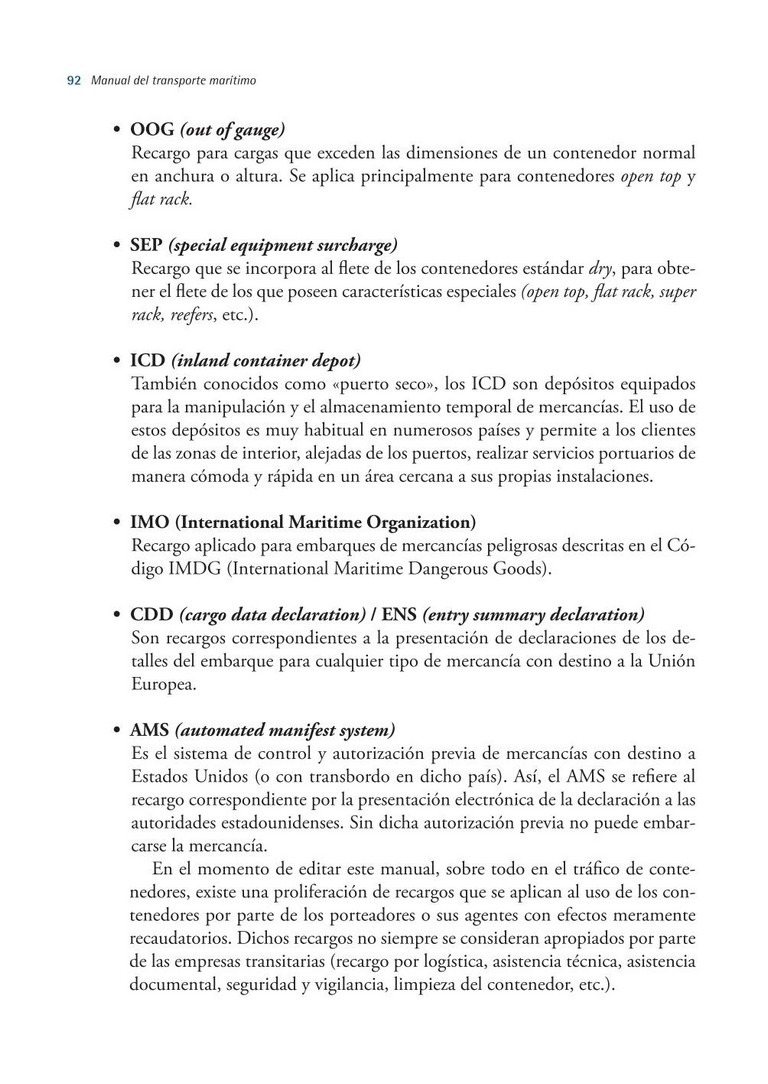 92 Manual del transporte marítimo
• OOG (out of gauge)
Recargo para cargas que exceden las dimensiones de un contenedor normal
en anchura o altura. Se aplica principalmente para contenedores open top y
flat rack.
• SEP (special equipment surcharge)
Recargo que se incorpora al flete de los contenedores estándar dry, para obte-
ner el flete de los que poseen características especiales (open top, flat rack, super
rack, reefers, etc.).
• ICD (inland container depot)
También conocidos como «puerto seco», los ICD son depósitos equipados
para la manipulación y el almacenamiento temporal de mercancías. El uso de
estos depósitos es muy habitual en numerosos países y permite a los clientes
de las zonas de interior, alejadas de los puertos, realizar servicios portuarios de
manera cómoda y rápida en un área cercana a sus propias instalaciones.
• IMO (International Maritime Organization)
Recargo aplicado para embarques de mercancías peligrosas descritas en el Có-
digo IMDG (International Maritime Dangerous Goods).
• CDD (cargo data declaration) / ENS (entry summary declaration)
Son recargos correspondientes a la presentación de declaraciones de los de-
talles del embarque para cualquier tipo de mercancía con destino a la Unión
Europea.
• AMS (automated manifest system)
Es el sistema de control y autorización previa de mercancías con destino a
Estados Unidos (o con transbordo en dicho país). Así, el AMS se refiere al
recargo correspondiente por la presentación electrónica de la declaración a las
autoridades estadounidenses. Sin dicha autorización previa no puede embar-
carse la mercancía.
En el momento de editar este manual, sobre todo en el tráfico de conte-
nedores, existe una proliferación de recargos que se aplican al uso de los con-
tenedores por parte de los porteadores o sus agentes con efectos meramente
recaudatorios. Dichos recargos no siempre se consideran apropiados por parte
de las empresas transitarias (recargo por logística, asistencia técnica, asistencia
documental, seguridad y vigilancia, limpieza del contenedor, etc.).